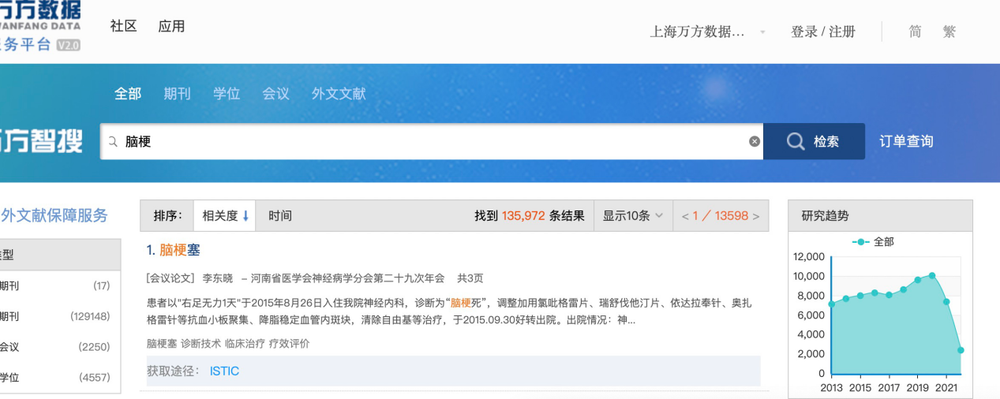 万方数据
WANFANG DATA
务平台 V2.0
社区 应用
上海万方数据... 登录 / 注册 简 繁
全部 期刊 学位 会议 外文文献
方智搜
脑梗
检索
订单查询
外文文献保障服务
型
期刊 (17)
期刊 (129148)
会议 (2250)
学位 (4557)
排序： 相关度 时间 找到 135,972 条结果 显示10条 < 1 / 13598 >
1. 脑梗塞
[会议论文] 李东晓 – 河南省医学会神经病学分会第二十九次年会 共3页
患者以"右足无力1天"于2015年8月26日入住我院神经内科，诊断为“脑梗死”，调整加用氯吡格雷片、瑞舒伐他汀片、依达拉奉针、奥扎
格雷针等抗血小板聚集、降脂稳定血管内斑块，清除自由基等治疗，于2015.09.30好转出院。出院情况：神...
脑梗塞 诊断技术 临床治疗 疗效评价
获取途径： ISTIC
研究趋势
全部
12,000
10,000
8,000
6,000
4,000
2,000
0
2013 2015 2017 2019 2021